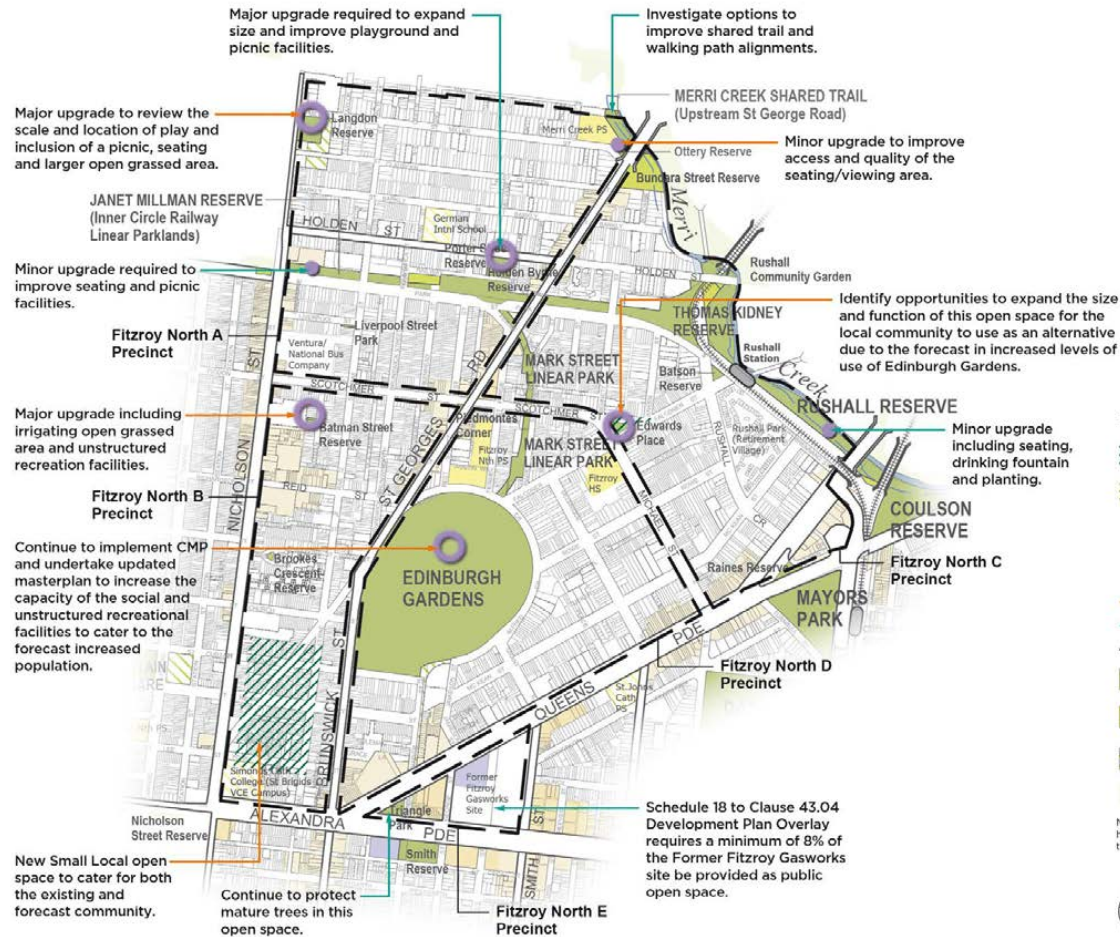 Major upgrade required to expand
size and improve playground and
picnic facilities.
Investigate options to
improve shared trail and
walking path alignments.
Major upgrade to review the
scale and location of play and
inclusion of a picnic, seating
and larger open grassed area.
Langdon
Reserve
Merri Creek PS
MERRI CREEK SHARED TRAIL
(Upstream St George Road)
Ottery Reserve
Minor upgrade to improve
access and quality of the
seating/viewing area.
Bundara Street Reserve
Merri
JANET MILLMAN RESERVE
(Inner Circle Railway
Linear Parklands)
HOLDEN ST
German
Intnl School
Reserve
Holden Byrne
Reserve
HOLDEN ST
Rushall
Community Garden
Minor upgrade required to
improve seating and picnic
facilities.
THOMAS KIDNEY
RESERVE
Identify opportunities to expand the size
and function of this open space for the
local community to use as an alternative
due to the forecast in increased levels of
use of Edinburgh Gardens.
Fitzroy North A
Precinct
Liverpool Street
Park
Ventura/
National Bus
Company
ST
RD
MARK STREET
LINEAR PARK
Rushall
Station
Batson
Reserve
Creek
SCOTCHMER ST
SCOTCHMER ST
RUSHALL RESERVE
Major upgrade including
irrigating open grassed
area and unstructured
recreation facilities.
Batman Street
Reserve
Piedmontes
Corner
Fitzroy
Nth PS
MARK STREET
LINEAR PARK
Edwards
Place
Fitzroy
HS
RUSHALL
CR
Rushall Park
(Retirement
Village)
Minor upgrade
including seating,
drinking fountain
and planting.
NICHOLSON
ST GEORGES
REID ST
MICHAEL ST
Fitzroy North B
Precinct
COULSON
RESERVE
Continue to implement CMP
and undertake updated
masterplan to increase the
capacity of the social and
unstructured recreational
facilities to cater to the
forecast increased
population.
Brookes
Crescent
Reserve
EDINBURGH
GARDENS
Raines Reserve
Fitzroy North C
Precinct
MAYORS
PARK
BRUNSWICK ST
QUEENS PDE
Fitzroy North D
Precinct
St.Johns
Cath
PS
College (St Brigids
VCE Campus)
Former
Fitzroy
Gasworks
Site
Nicholson
Street Reserve
ALEXANDRA PDE
Triangle
Park
Smith
Reserve
SMITH ST
Schedule 18 to Clause 43.04
Development Plan Overlay
requires a minimum of 8% of
the Former Fitzroy Gasworks
site be provided as public
open space.
New Small Local open
space to cater for both
the existing and
forecast community.
Continue to protect
mature trees in this
open space.
Fitzroy North E
Precinct